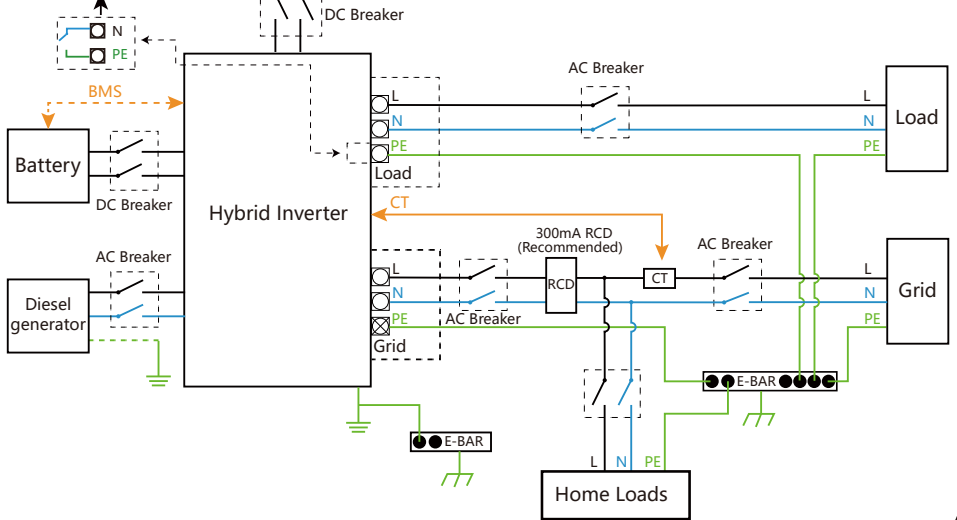 DC Breaker
N
PE
AC Breaker
BMS
L
L
Load
N
N
Battery
PE
PE
Load
DC Breaker
CT
Hybrid Inverter
300mA RCD
(Recommended)
AC Breaker
AC Breaker
L
RCD
CT
L
Diesel
generator
N
N
Grid
AC Breaker
PE
PE
Grid
E-BAR
E-BAR
L
N
PE
Home Loads